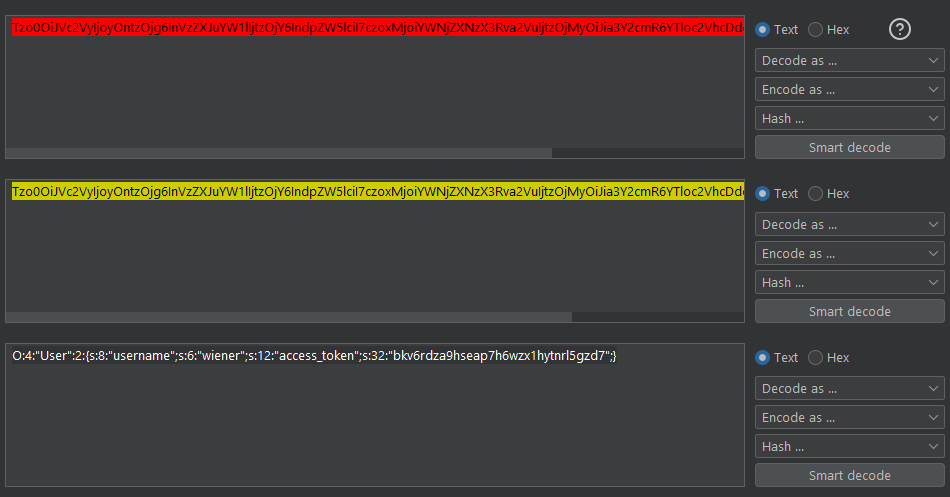 Tzo0OiJVc2VyIjoyOntzOjg6InVzZXJuYW1lIjtzOjY6IndpZW5lciI7czoxMjoiYWNjZXNzX3Rva2VuIjtzOjMyOiJia3Y2cmR6YTloc2VhcDdo
Text Hex ?
Decode as ...
Encode as ...
Hash ...
Smart decode
Tzo0OiJVc2VyIjoyOntzOjg6InVzZXJuYW1lIjtzOjY6IndpZW5lciI7czoxMjoiYWNjZXNzX3Rva2VuIjtzOjMyOiJia3Y2cmR6YTloc2VhcDdo
Text Hex
Decode as ...
Encode as ...
Hash ...
Smart decode
O:4:"User":2:{s:8:"username";s:6:"wiener";s:12:"access_token";s:32:"bkv6rdza9hseap7h6wzx1hytnrl5gzd7";}
Text Hex
Decode as ...
Encode as ...
Hash ...
Smart decode